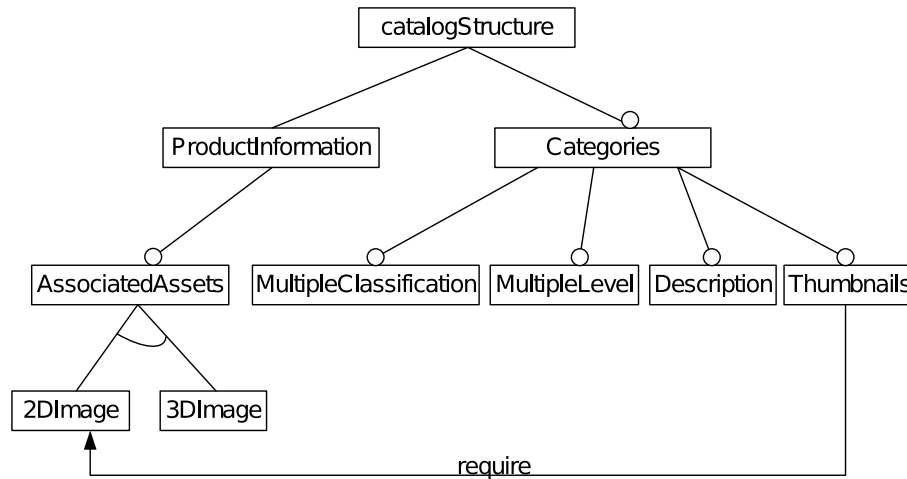 catalogStructure
ProductInformation
Categories
AssociatedAssets
MultipleClassification
MultipleLevel
Description
Thumbnails
2DImage
3DImage
require